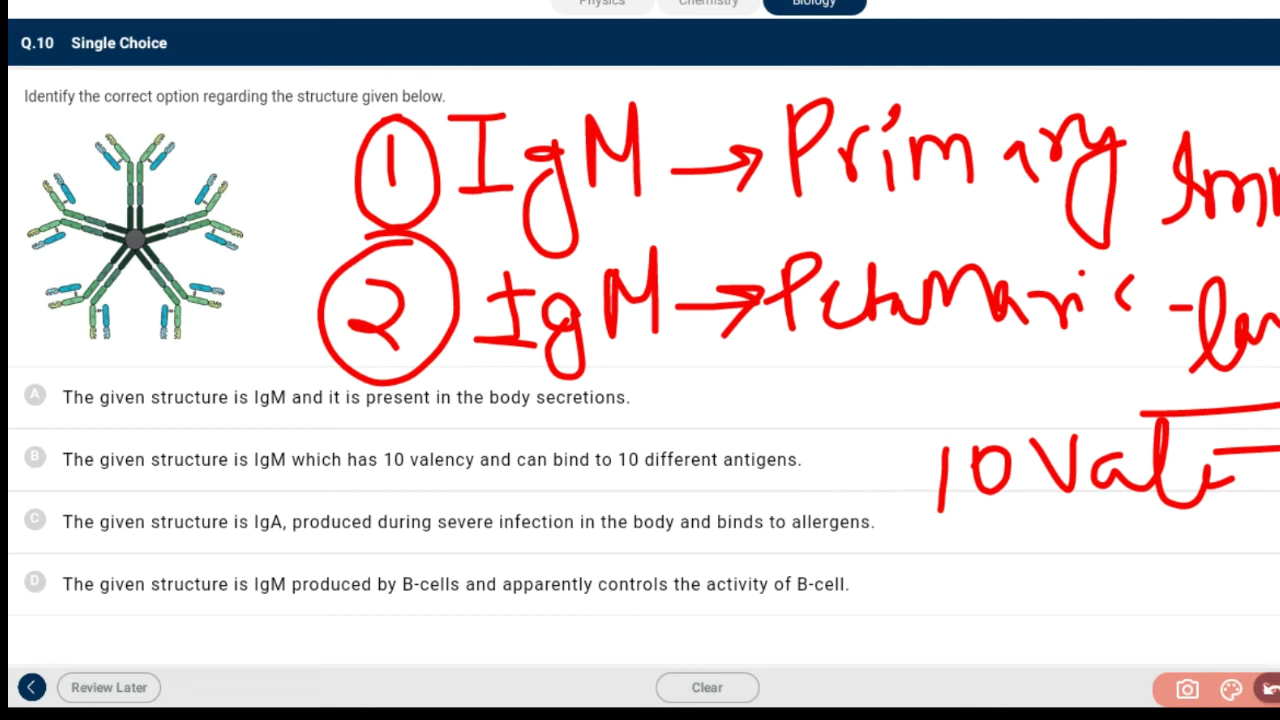 Physics Chemistry Biology
Q.10 Single Choice
Identify the correct option regarding the structure given below.
① IgM → Primary Imm
② IgM → Petamaric
10 Vale
A The given structure is IgM and it is present in the body secretions.
B The given structure is IgM which has 10 valency and can bind to 10 different antigens.
C The given structure is IgA, produced during severe infection in the body and binds to allergens.
D The given structure is IgM produced by B-cells and apparently controls the activity of B-cell.
Review Later Clear